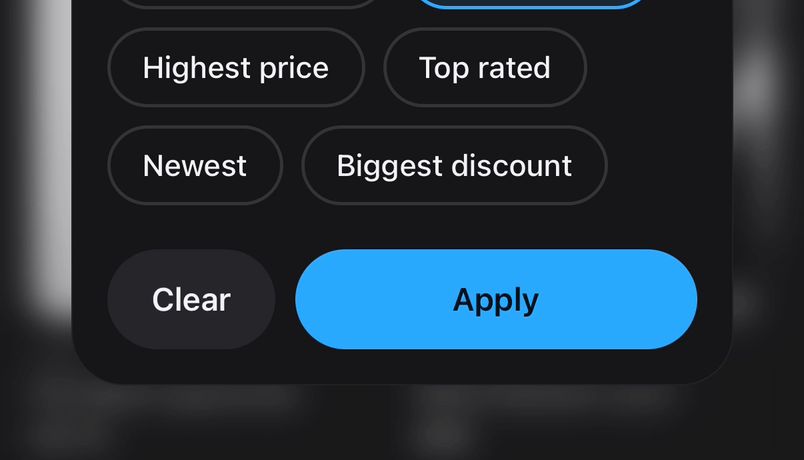 Highest price
Top rated
Newest
Biggest discount
Clear
Apply